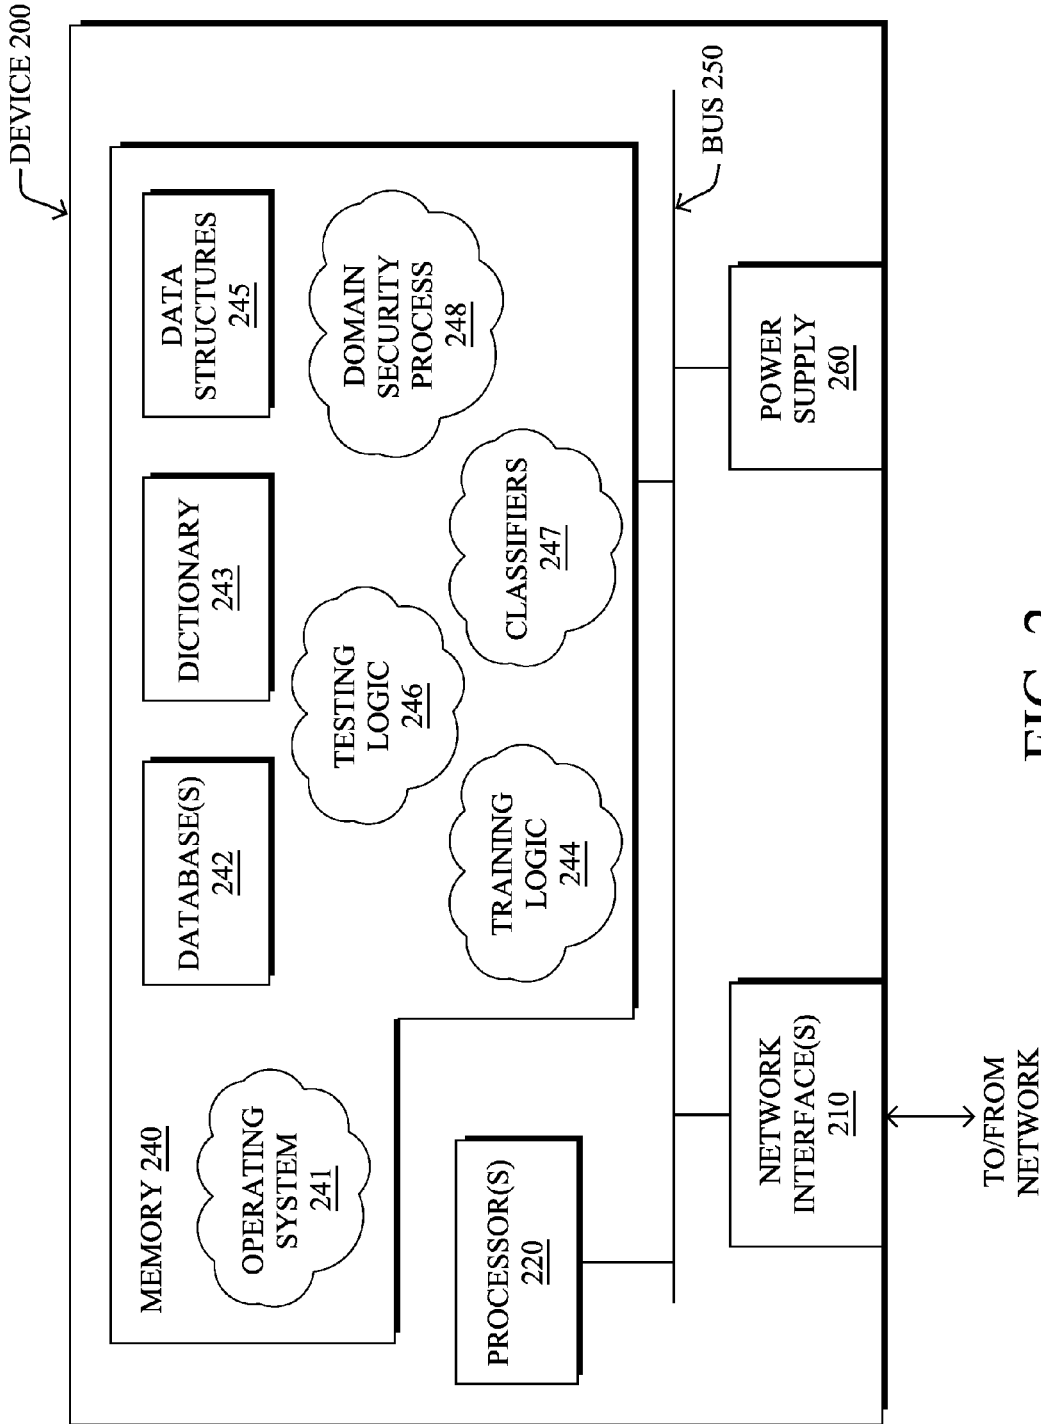 DEVICE 200
MEMORY 240
OPERATING
SYSTEM
241
DATABASE(S)
242
DICTIONARY
243
DATA
STRUCTURES
245
TESTING
LOGIC
246
DOMAIN
SECURITY
PROCESS
248
TRAINING
LOGIC
244
CLASSIFIERS
247
PROCESSOR(S)
220
BUS 250
NETWORK
INTERFACE(S)
210
POWER
SUPPLY
260
TO/FROM
NETWORK